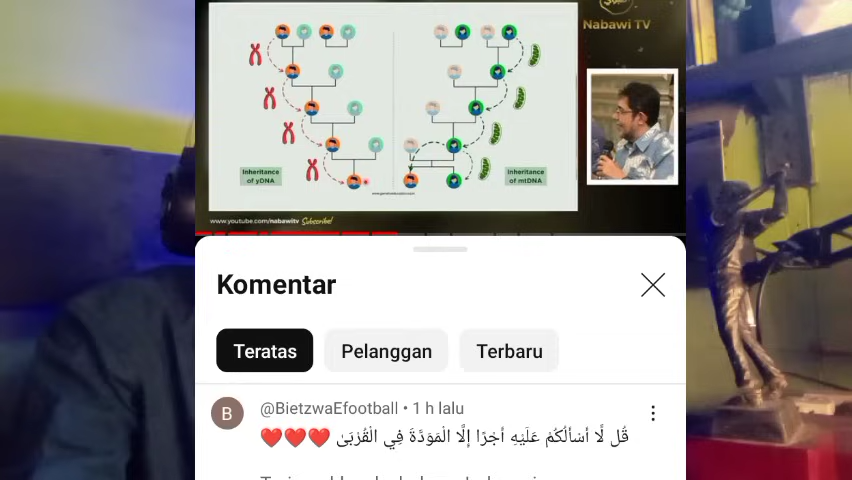 Nabawi TV
Inheritance
of yDNA
Inheritance
of mtDNA
www.youtube.com/nabawitv Subscribe!
Komentar
Teratas
Pelanggan
Terbaru
B
@BietzwaEfootball • 1 h lalu
قُل لَّا أَسْأَلُكُمْ عَلَيْهِ أَجْرًا إِلَّا الْمَوَدَّةَ فِي الْقُرْبَىٰ ❤️❤️❤️